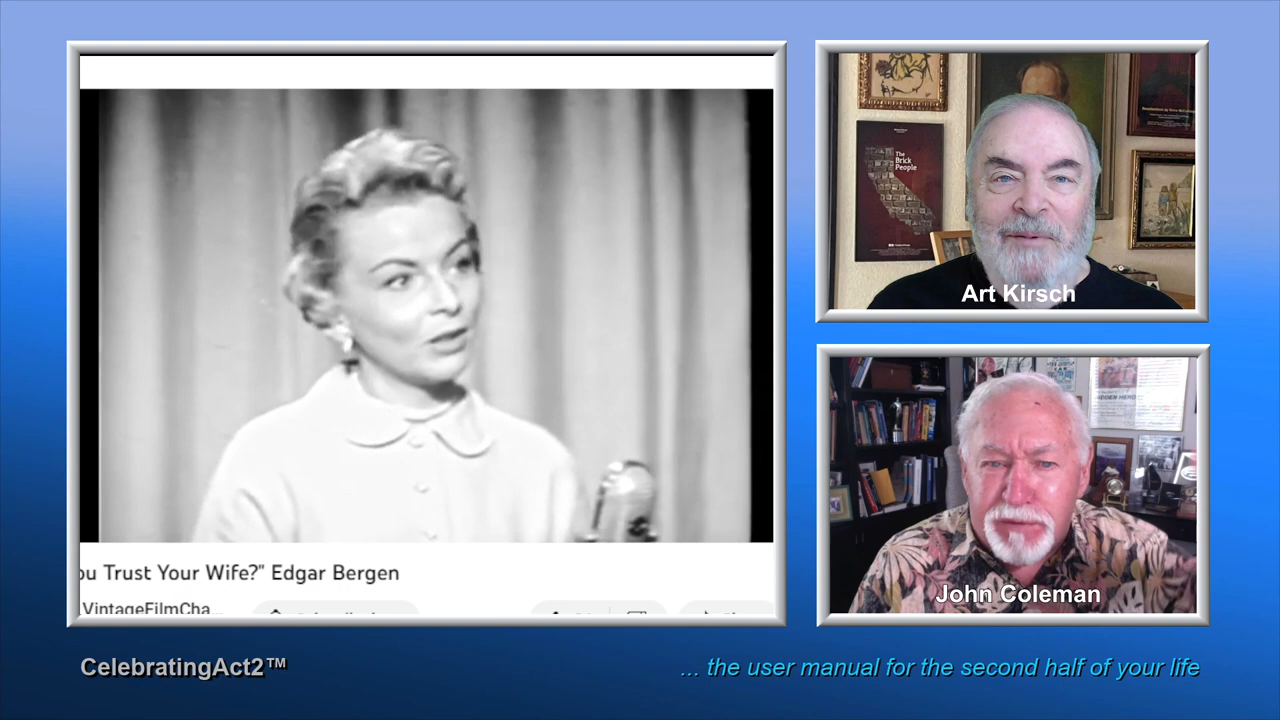 ou Trust Your Wife?" Edgar Bergen
.VintageFilmCha...
The
Brick
People
Art Kirsch
John Coleman
CelebratingAct2™
... the user manual for the second half of your life